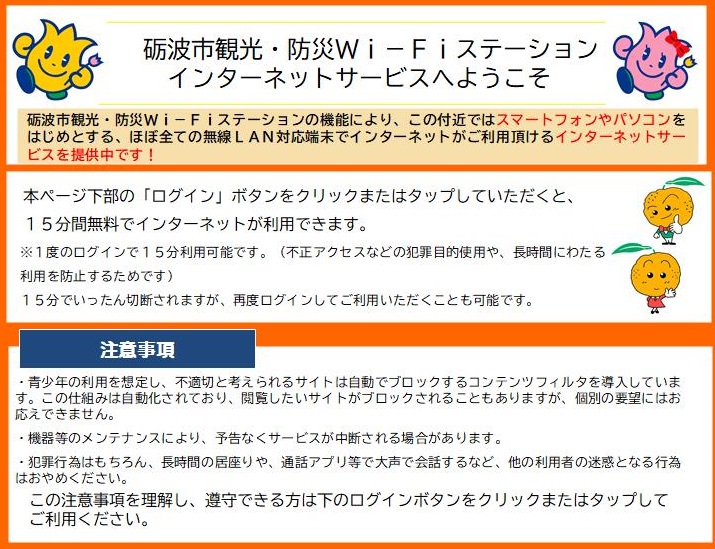 砺波市観光・防災Ｗｉ－Ｆｉステーション
インターネットサービスへようこそ
砺波市観光・防災Ｗｉ－Ｆｉステーションの機能により、この付近ではスマートフォンやパソコンを
はじめとする、ほぼ全ての無線ＬＡＮ対応端末でインターネットがご利用頂けるインターネットサー
ビスを提供中です！
本ページ下部の「ログイン」ボタンをクリックまたはタップしていただくと、
１５分間無料でインターネットが利用できます。
※１度のログインで１５分利用可能です。（不正アクセスなどの犯罪目的使用や、長時間にわたる
利用を防止するためです）
１５分でいったん切断されますが、再度ログインしてご利用いただくことも可能です。
注意事項
・青少年の利用を想定し、不適切と考えられるサイトは自動でブロックするコンテンツフィルタを導入していま
す。この仕組みは自動化されており、閲覧したいサイトがブロックされることもありますが、個別の要望にはお
応えできません。
・機器等のメンテナンスにより、予告なくサービスが中断される場合があります。
・犯罪行為はもちろん、長時間の居座りや、通話アプリ等で大声で会話するなど、他の利用者の迷惑となる行為
はおやめください。
この注意事項を理解し、遵守できる方は下のログインボタンをクリックまたはタップして
ご利用ください。